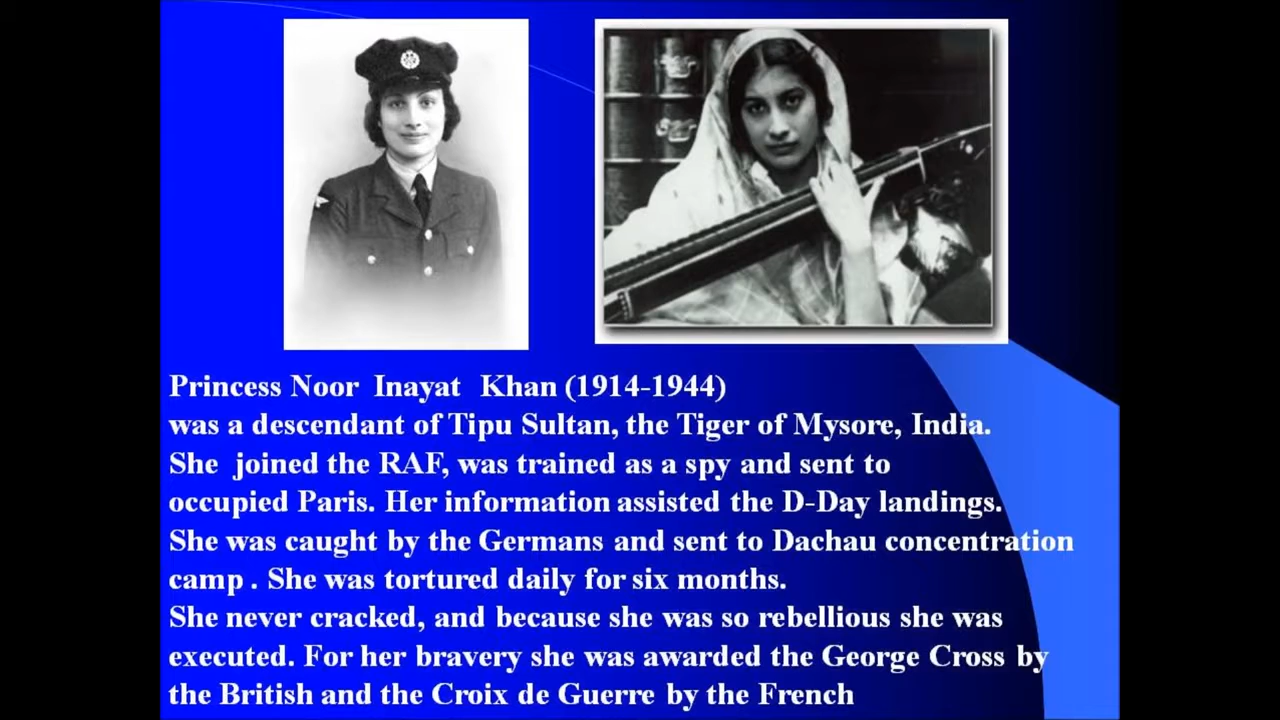 Princess Noor Inayat Khan (1914-1944)
was a descendant of Tipu Sultan, the Tiger of Mysore, India.
She joined the RAF, was trained as a spy and sent to
occupied Paris. Her information assisted the D-Day landings.
She was caught by the Germans and sent to Dachau concentration
camp . She was tortured daily for six months.
She never cracked, and because she was so rebellious she was
executed. For her bravery she was awarded the George Cross by
the British and the Croix de Guerre by the French